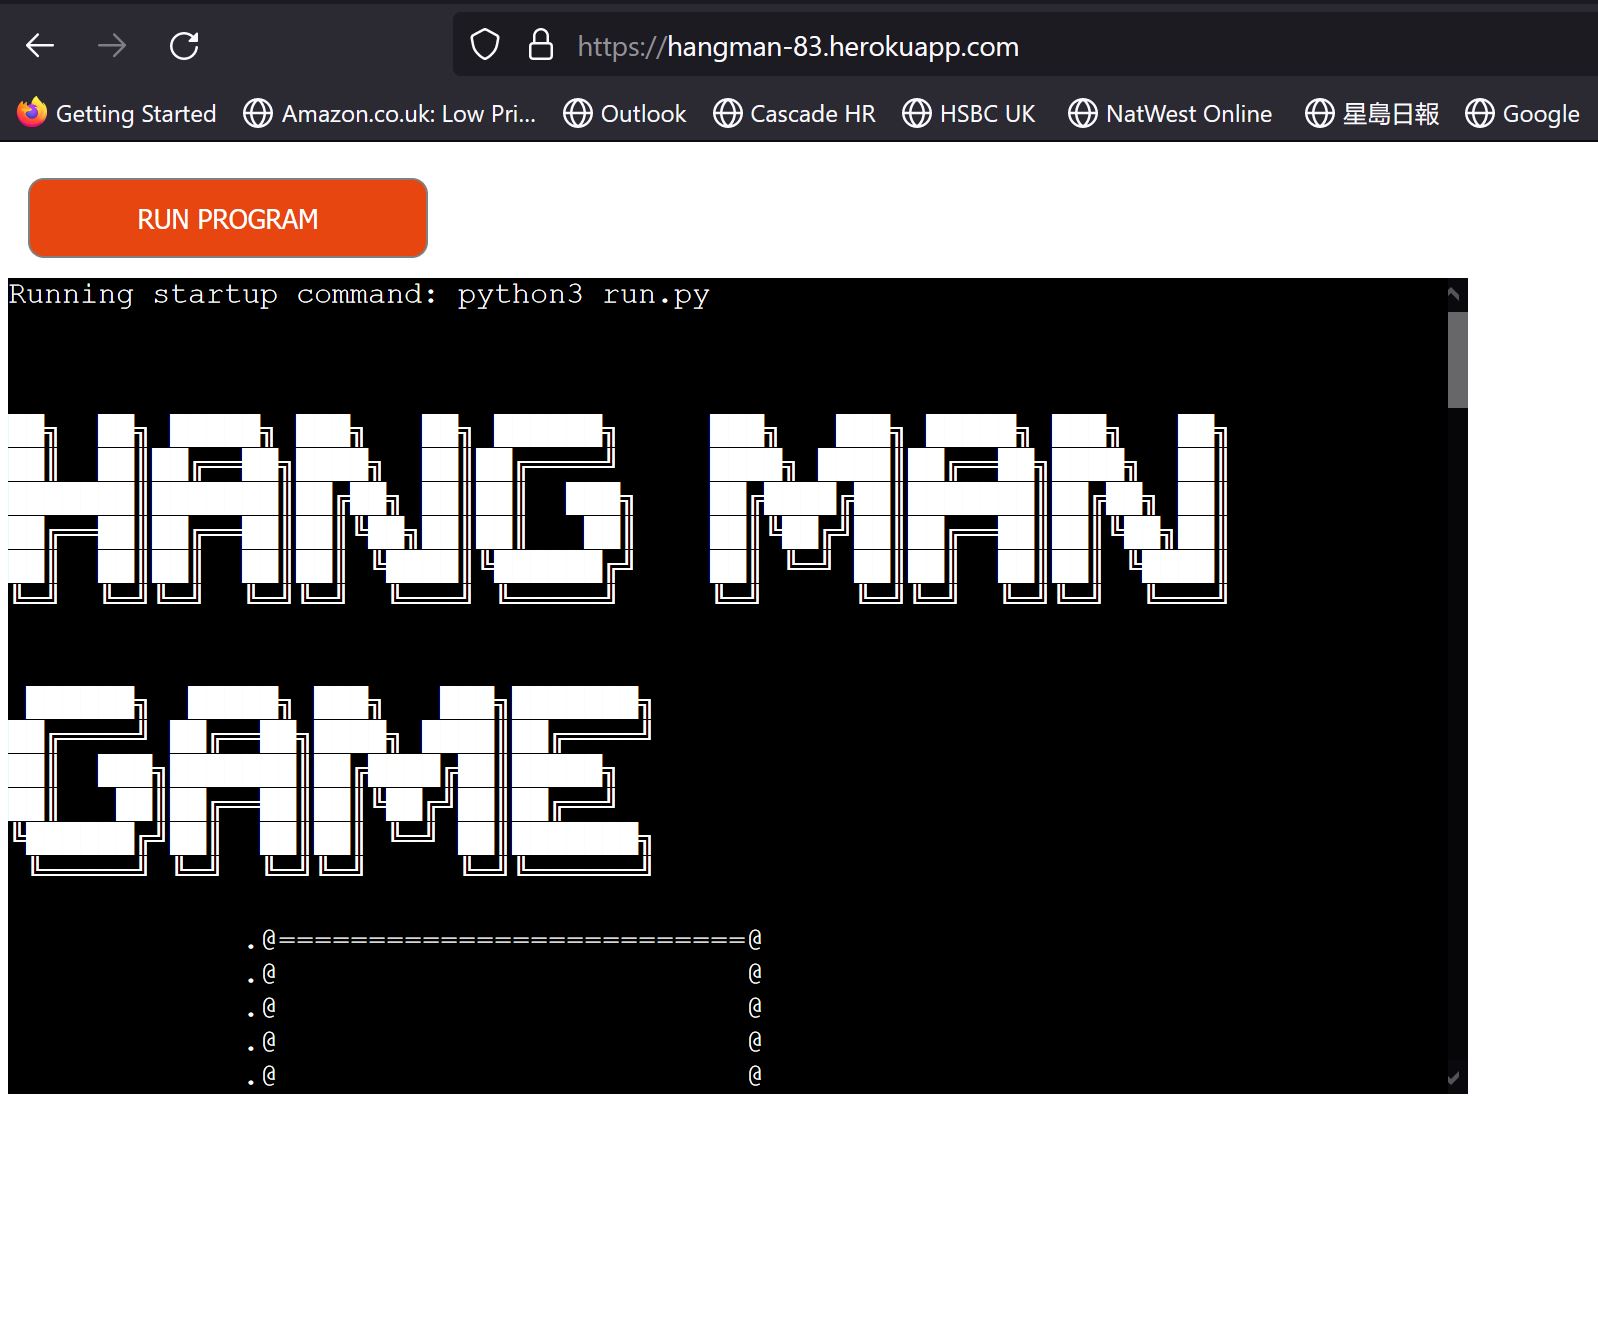 https://hangman-83.herokuapp.com
Getting Started Amazon.co.uk: Low Pri... Outlook Cascade HR HSBC UK NatWest Online 星島日報 Google
RUN PROGRAM
Running startup command: python3 run.py
HANG MAN
GAME
.@==========================@
.@ @
.@ @
.@ @
.@ @